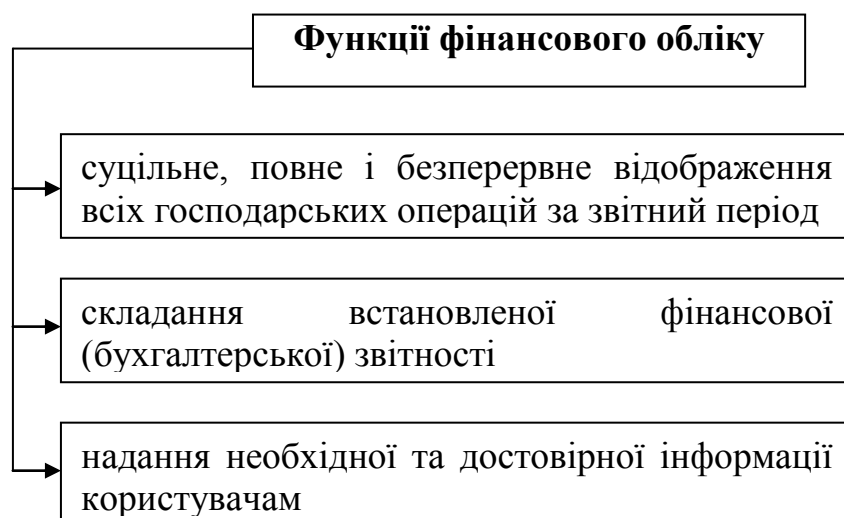 Функції фінансового обліку
суцільне, повне і безперервне відображення
всіх господарських операцій за звітний період
складання встановленої фінансової
(бухгалтерської) звітності
надання необхідної та достовірної інформації
користувачам